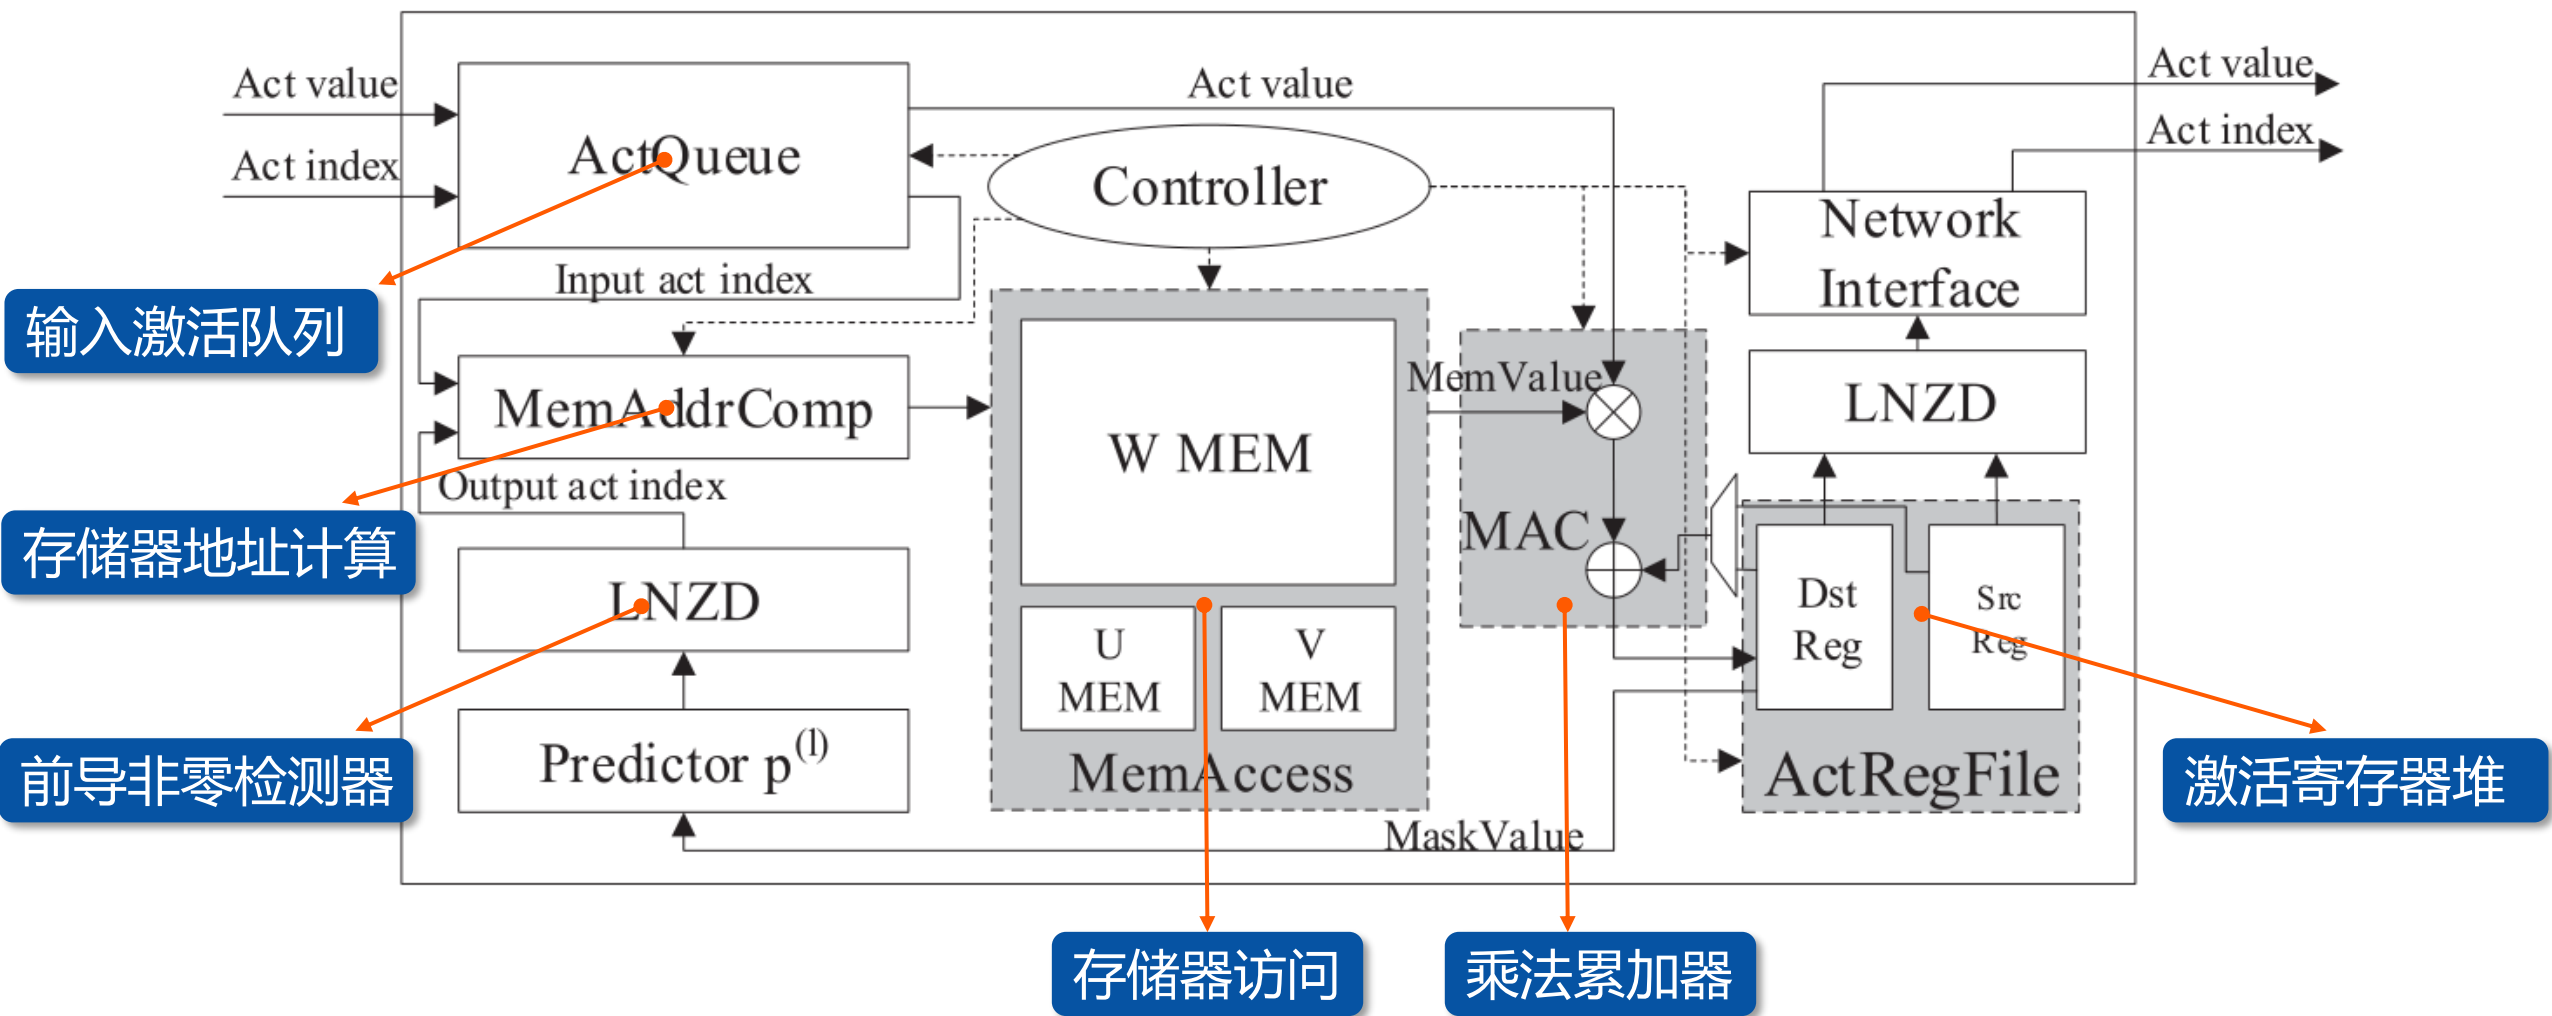 Act value
Act index
ActQueue
Act value
Controller
Act value
Act index
Network
Interface
Input act index
输入激活队列
MemAddrComp
W MEM
MemValue
LNZD
Output act index
存储器地址计算
MAC
LNZD
U
MEM
V
MEM
Dst
Reg
Src
Reg
前导非零检测器
Predictor p(l)
MemAccess
ActRegFile
激活寄存器堆
MaskValue
存储器访问
乘法累加器